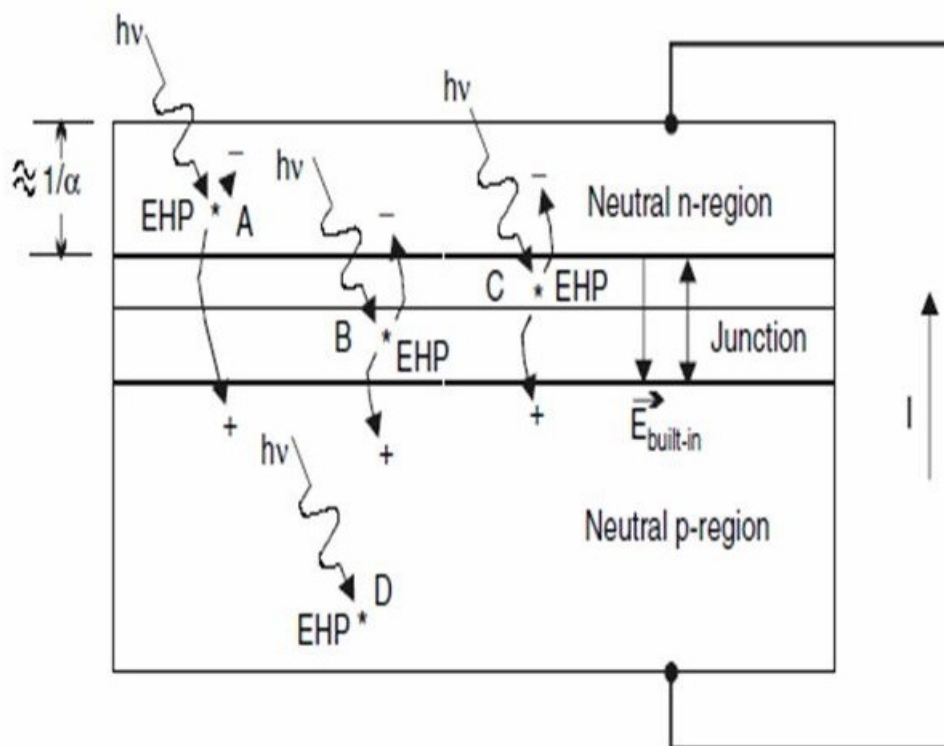 hν
hν
hν
≈ 1/α
−
−
−
EHP * A
Neutral n-region
C * EHP
B * EHP
Junction
+
+
+
E built-in
I
hν
Neutral p-region
D
EHP *